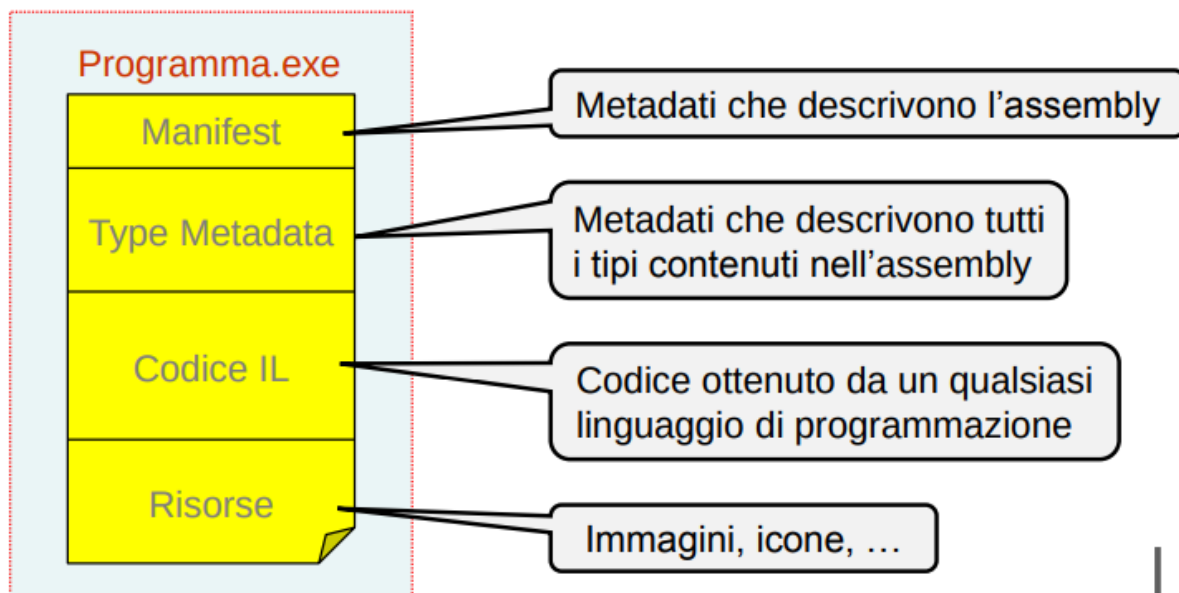 Programma.exe
Manifest
Metadati che descrivono l'assembly
Type Metadata
Metadati che descrivono tutti
i tipi contenuti nell'assembly
Codice IL
Codice ottenuto da un qualsiasi
linguaggio di programmazione
Risorse
Immagini, icone, …